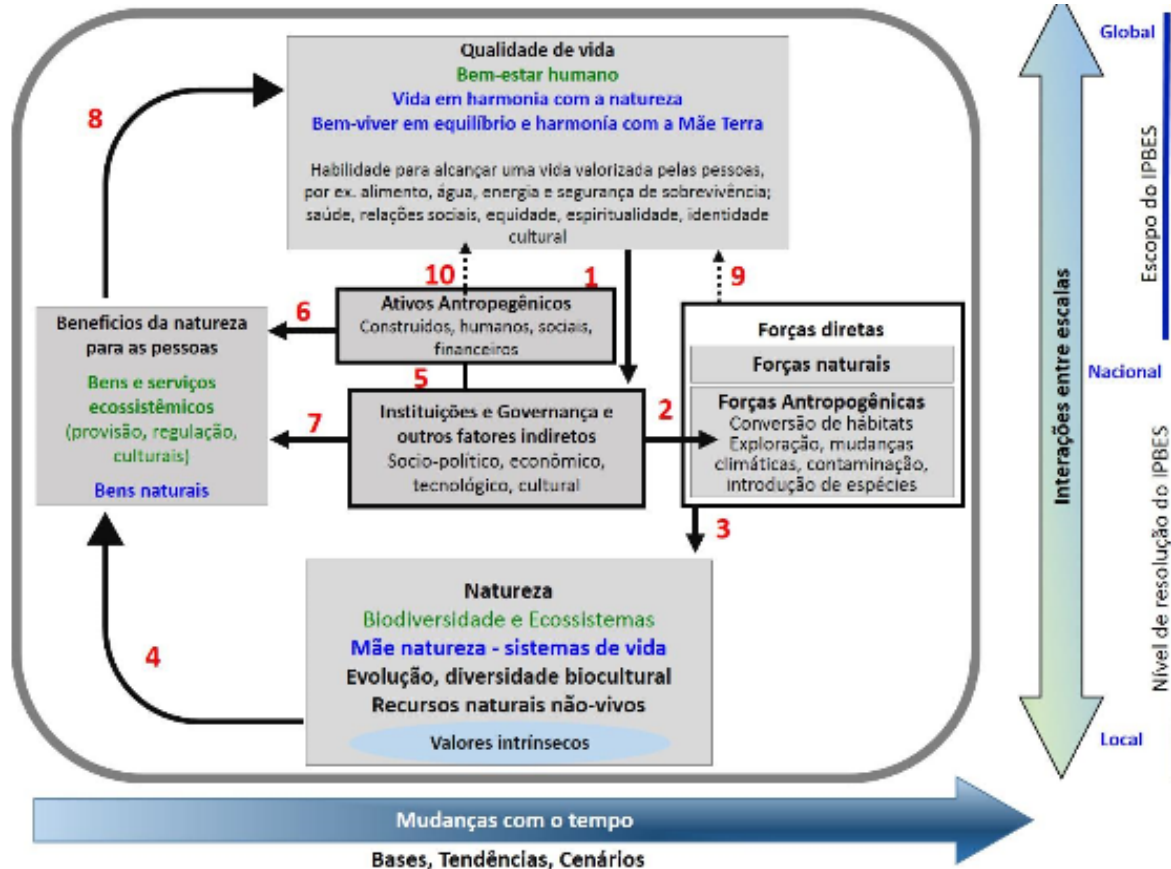 Qualidade de vida
Bem-estar humano
Vida em harmonia com a natureza
Bem-viver em equilíbrio e harmonía com a Mãe Terra
Habilidade para alcançar uma vida valorizada pelas pessoas,
por ex. alimento, água, energia e segurança de sobrevivência;
saúde, relações sociais, equidade, espiritualidade, identidade
cultural
8
10
1
9
Ativos Antropegênicos
Construidos, humanos, sociais,
financeiros
6
5
Beneficios da natureza
para as pessoas
Bens e serviços
ecossistêmicos
(provisão, regulação,
culturais)
Bens naturais
7
Instituições e Governança e
outros fatores indiretos
Socio-político, econômico,
tecnológico, cultural
2
Forças diretas
Forças naturais
Forças Antropogênicas
Conversão de hábitats
Exploração, mudanças
climáticas, contaminação,
introdução de espécies
3
4
Natureza
Biodiversidade e Ecossistemas
Mãe natureza - sistemas de vida
Evolução, diversidade biocultural
Recursos naturais não-vivos
Valores intrínsecos
Mudanças com o tempo
Bases, Tendências, Cenários
Interações entre escalas
Global
Nacional
Local
Escopo do IPBES
Nível de resolução do IPBES